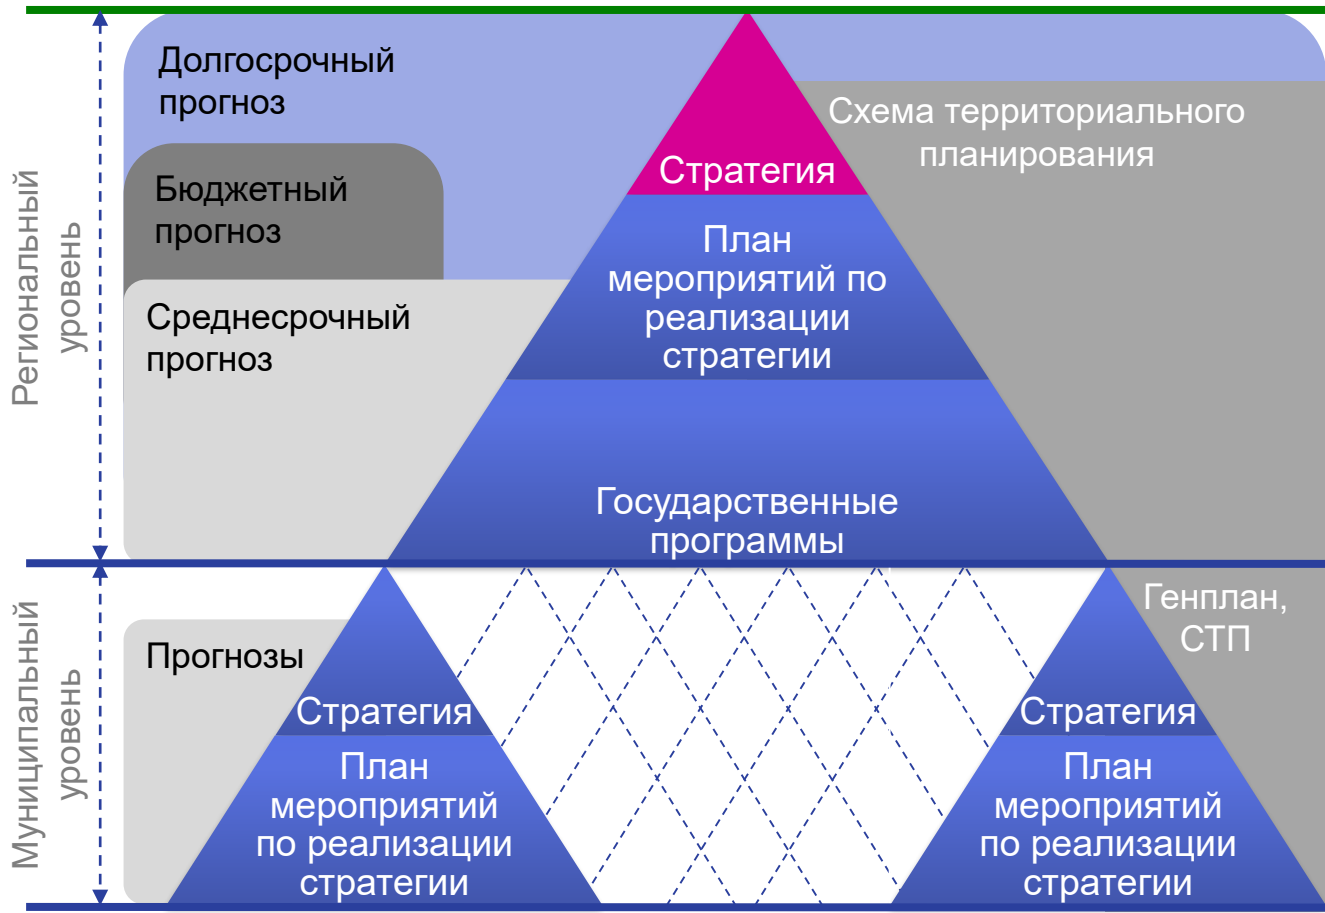 Региональный
уровень
Долгосрочный
прогноз
Бюджетный
прогноз
Среднесрочный
прогноз
Стратегия
План
мероприятий по
реализации
стратегии
Государственные
программы
Схема территориального
планирования
Муниципальный
уровень
Прогнозы
Стратегия
План
мероприятий
по реализации
стратегии
Стратегия
План
мероприятий
по реализации
стратегии
Генплан,
СТП